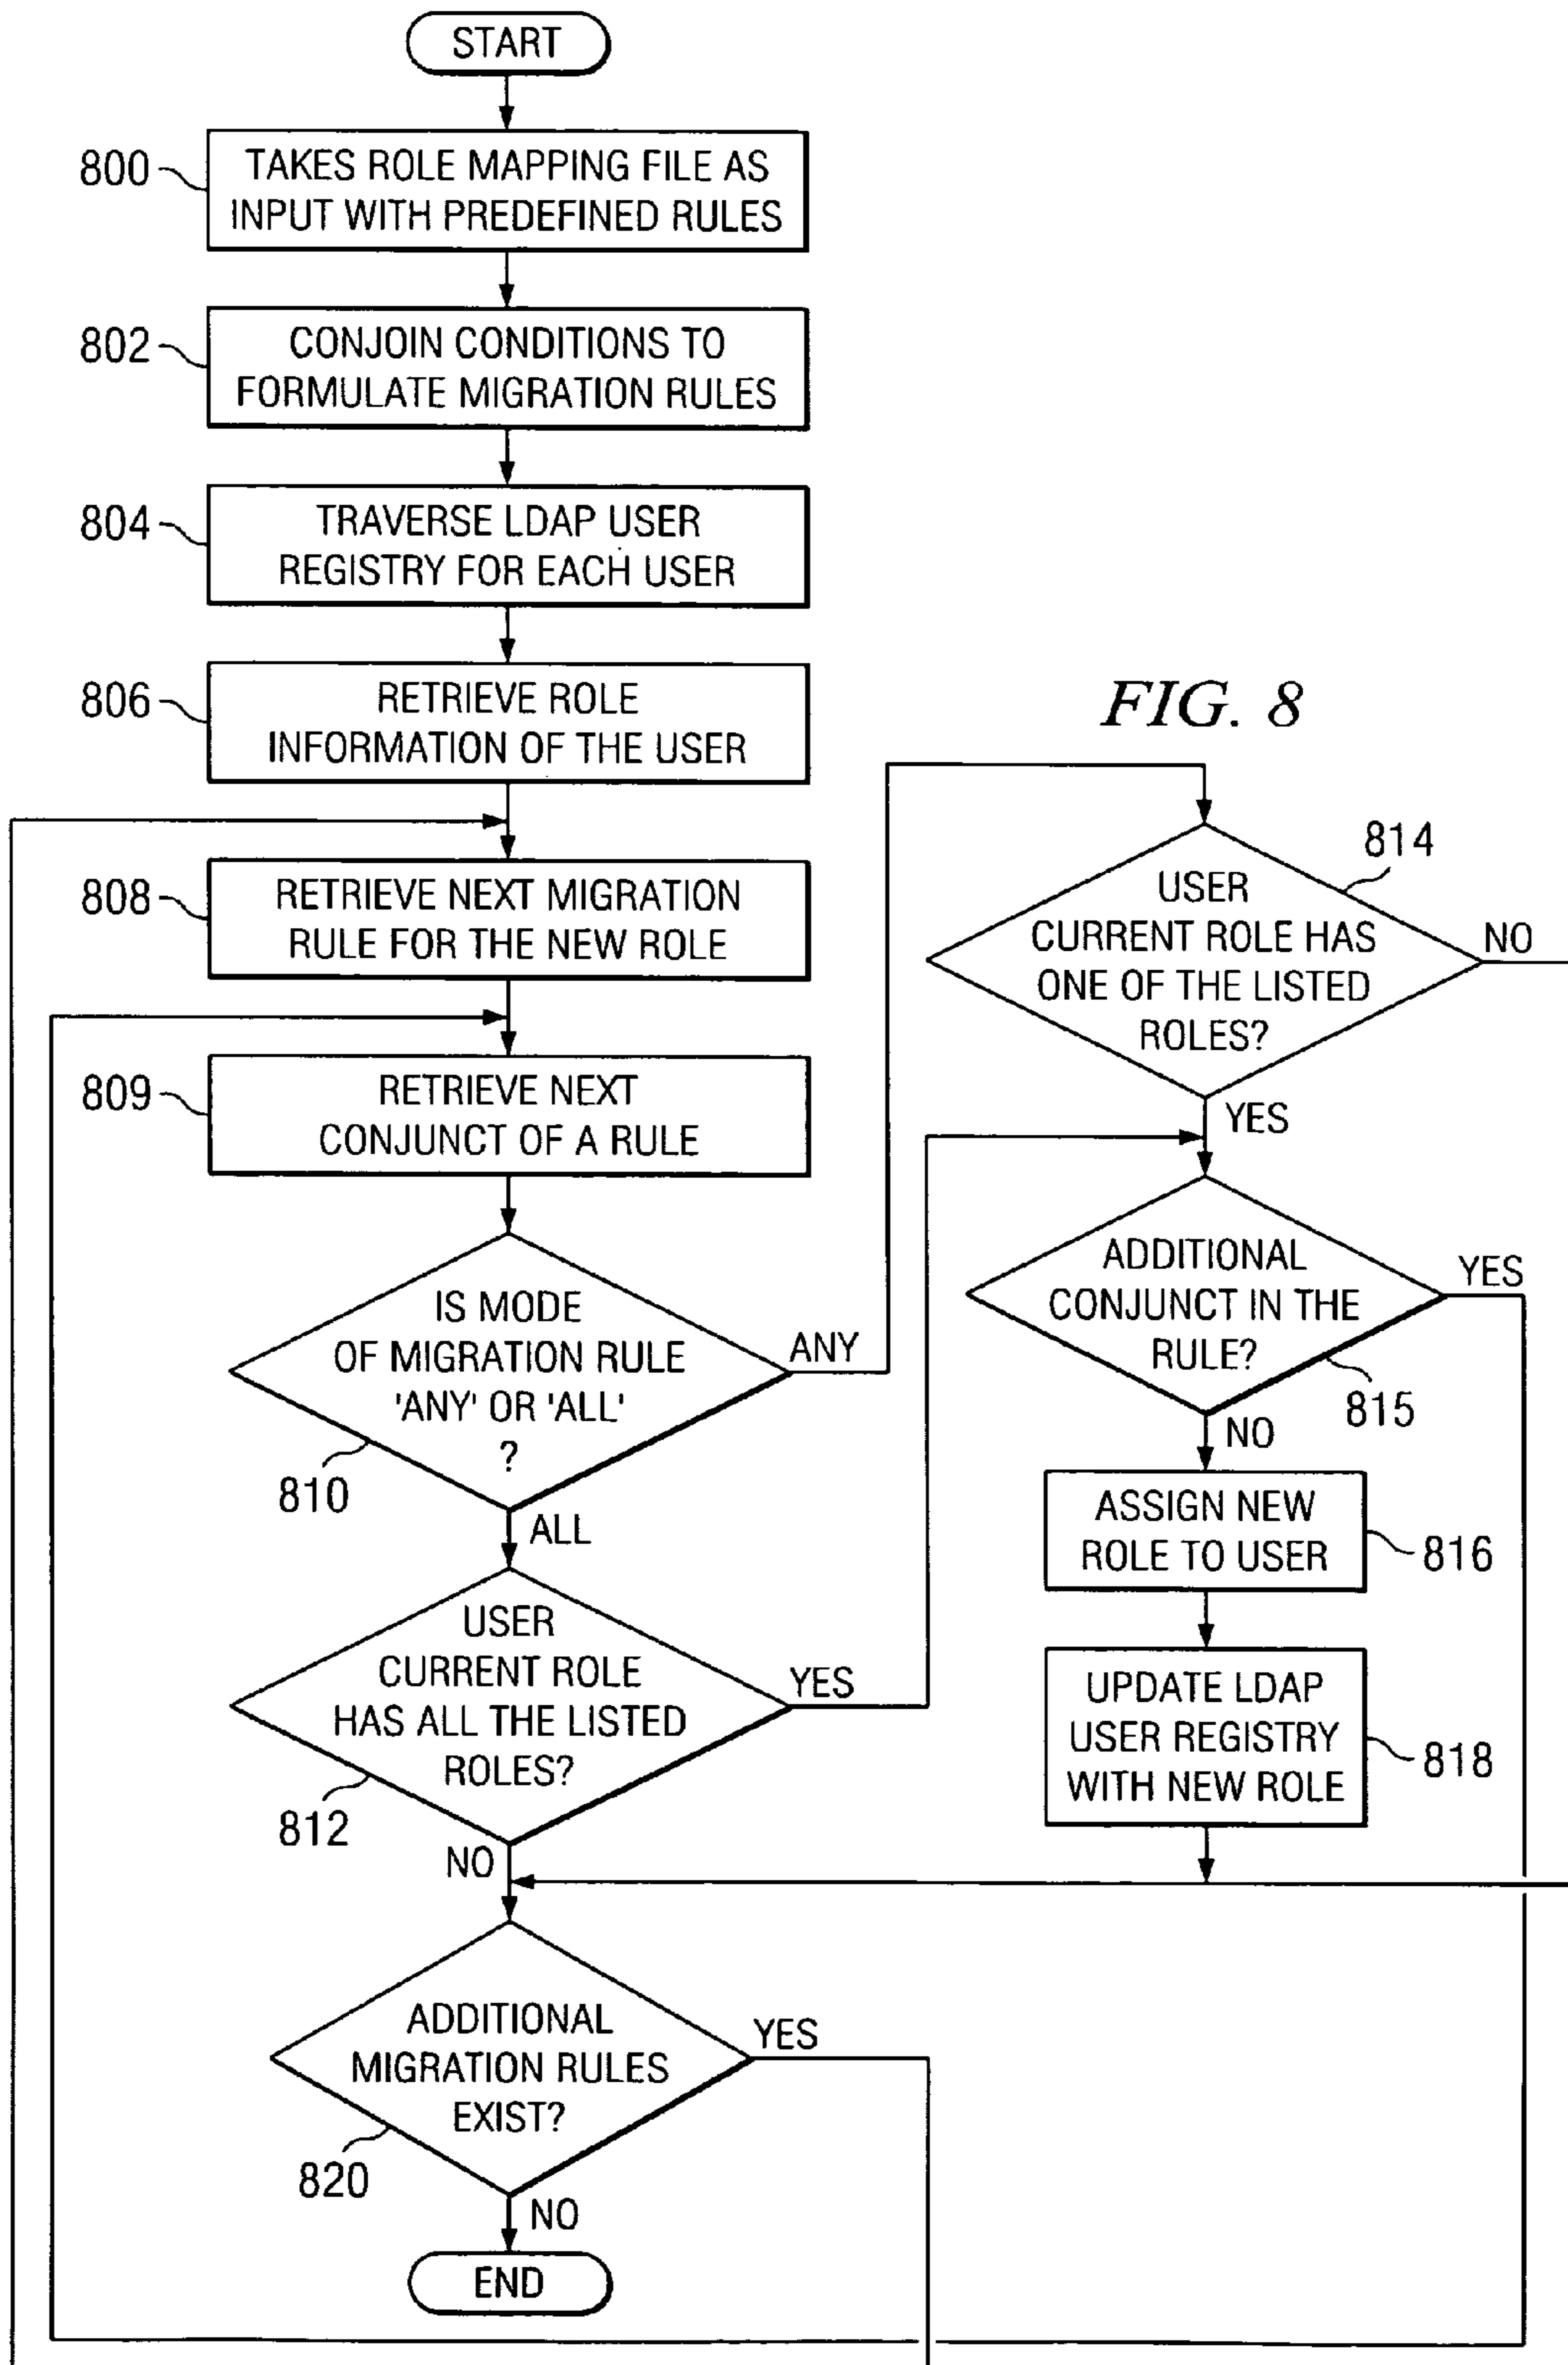 START
800
TAKES ROLE MAPPING FILE AS
INPUT WITH PREDEFINED RULES
802
CONJOIN CONDITIONS TO
FORMULATE MIGRATION RULES
804
TRAVERSE LDAP USER
REGISTRY FOR EACH USER
806
RETRIEVE ROLE
INFORMATION OF THE USER
FIG. 8
808
RETRIEVE NEXT MIGRATION
RULE FOR THE NEW ROLE
809
RETRIEVE NEXT
CONJUNCT OF A RULE
IS MODE
OF MIGRATION RULE
'ANY' OR 'ALL'
?
810
ANY
ALL
USER
CURRENT ROLE
HAS ALL THE LISTED
ROLES?
812
YES
NO
814
USER
CURRENT ROLE HAS
ONE OF THE LISTED
ROLES?
NO
YES
ADDITIONAL
CONJUNCT IN THE
RULE?
815
YES
NO
ASSIGN NEW
ROLE TO USER
816
UPDATE LDAP
USER REGISTRY
WITH NEW ROLE
818
ADDITIONAL
MIGRATION RULES
EXIST?
820
YES
NO
END